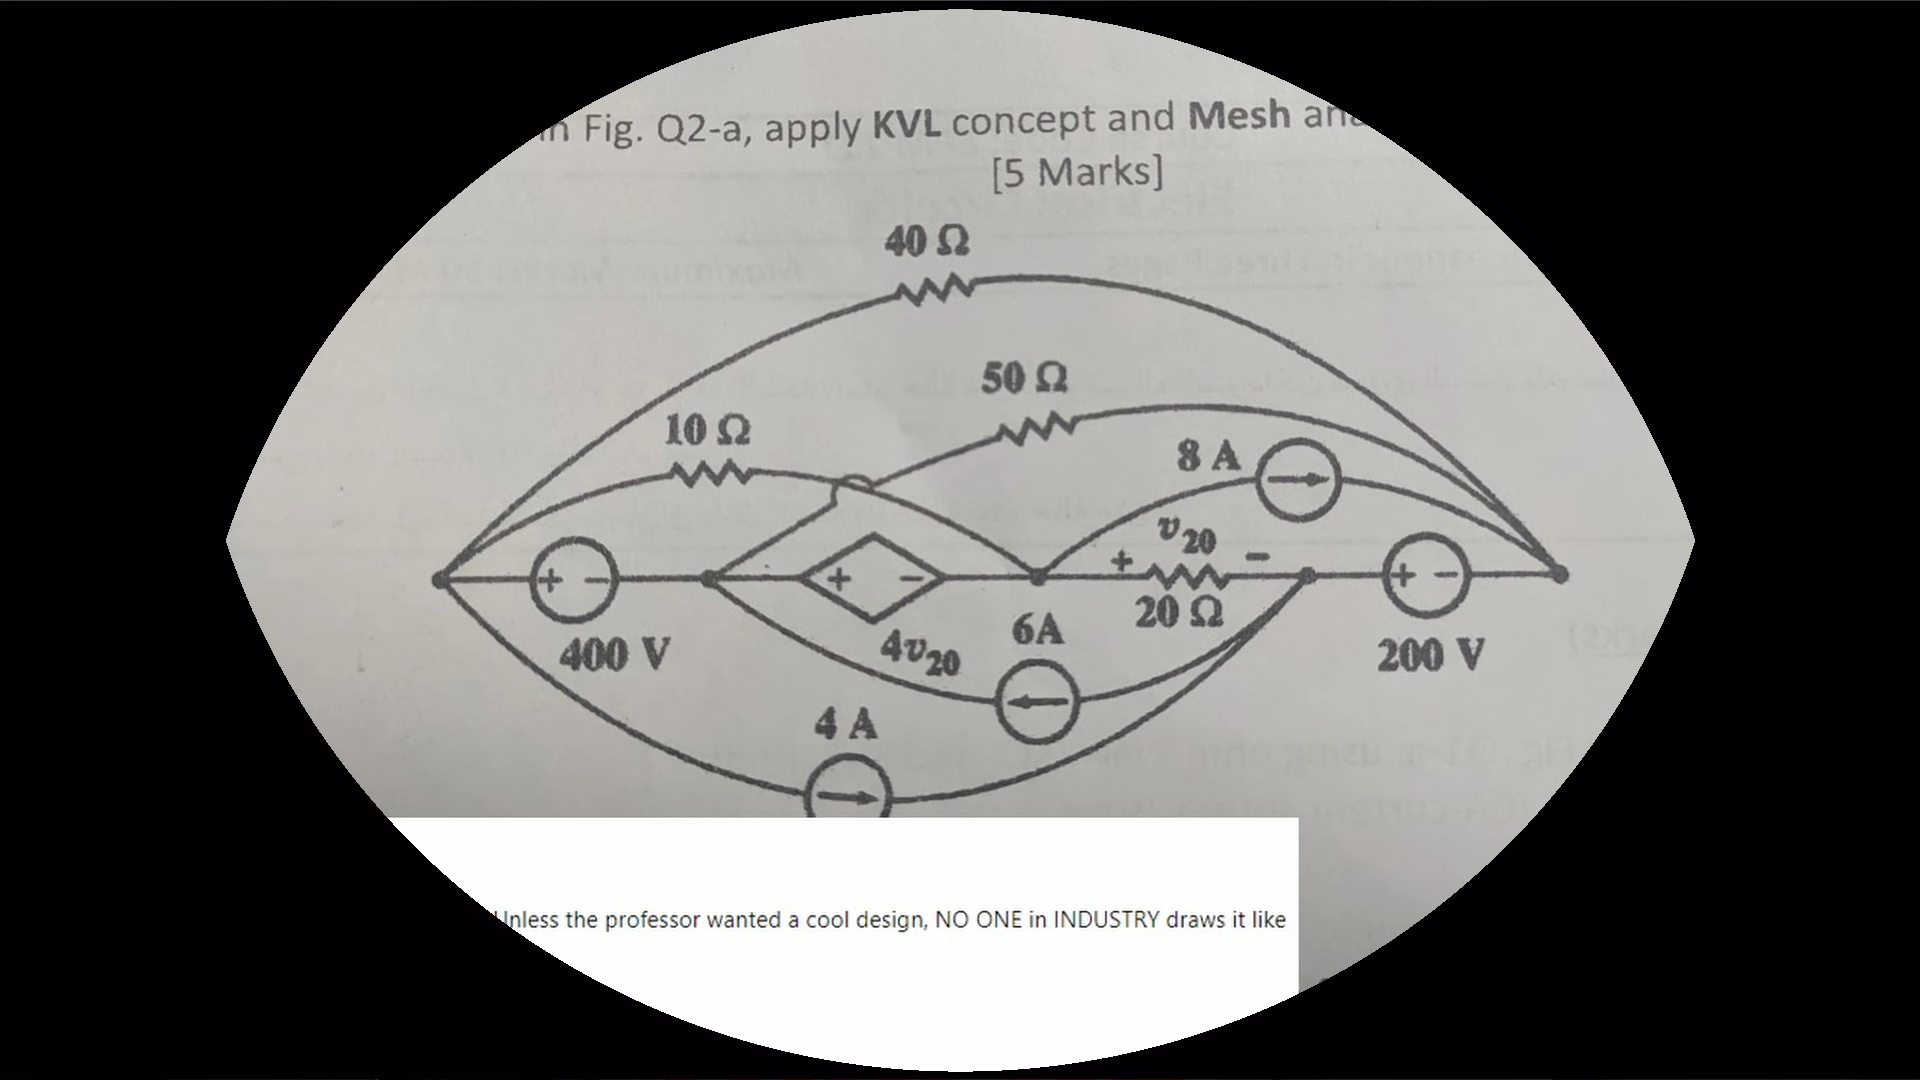 in Fig. Q2-a, apply KVL concept and Mesh
[5 Marks]
40 Ω
50 Ω
10 Ω
8 A
v20
+ −
+ −
+ −
+ −
20 Ω
6A
4v20
400 V
200 V
4 A
Unless the professor wanted a cool design, NO ONE in INDUSTRY draws it like